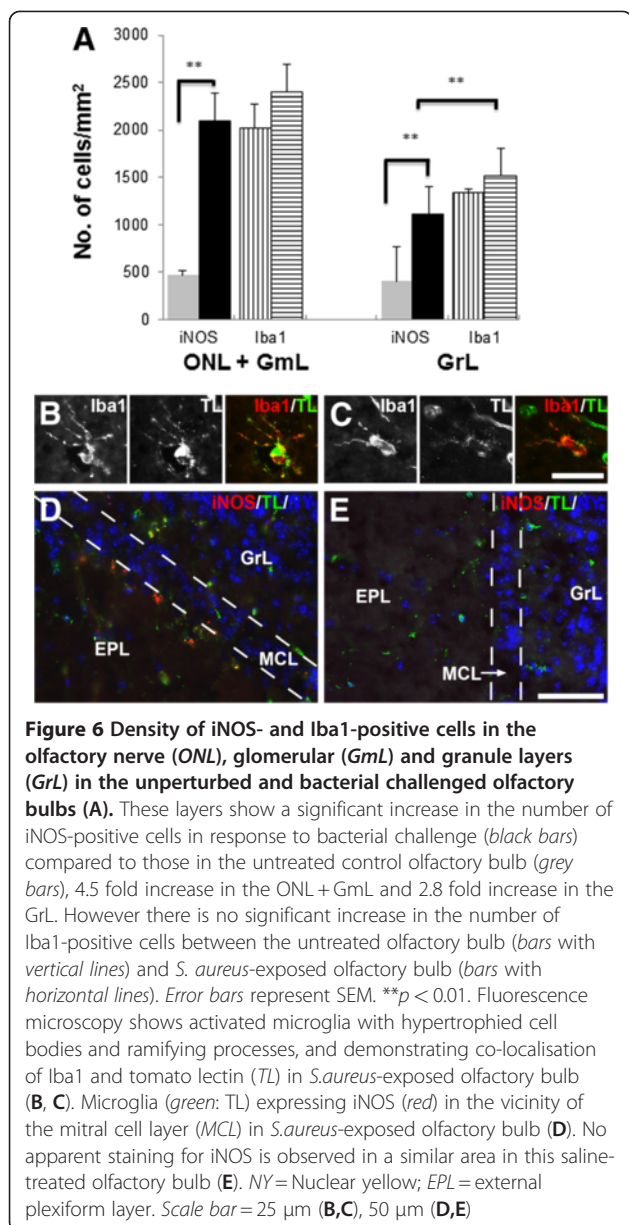 A
3000
2500
2000
1500
1000
500
0
No. of cells/mm²
**
**
**
iNOS Iba1 iNOS Iba1
ONL + GmL GrL
B Iba1 TL Iba1/TL C Iba1 TL Iba1/TL
D iNOS/TL/NY E iNOS/TL/NY
GrL
EPL
MCL
EPL
GrL
MCL
Figure 6 Density of iNOS- and Iba1-positive cells in the
olfactory nerve (ONL), glomerular (GmL) and granule layers
(GrL) in the unperturbed and bacterial challenged olfactory
bulbs (A). These layers show a significant increase in the number of
iNOS-positive cells in response to bacterial challenge (black bars)
compared to those in the untreated control olfactory bulb (grey
bars), 4.5 fold increase in the ONL + GmL and 2.8 fold increase in the
GrL. However there is no significant increase in the number of
Iba1-positive cells between the untreated olfactory bulb (bars with
vertical lines) and S. aureus-exposed olfactory bulb (bars with
horizontal lines). Error bars represent SEM. **p < 0.01. Fluorescence
microscopy shows activated microglia with hypertrophied cell
bodies and ramifying processes, and demonstrating co-localisation
of Iba1 and tomato lectin (TL) in S.aureus-exposed olfactory bulb
(B, C). Microglia (green: TL) expressing iNOS (red) in the vicinity of
the mitral cell layer (MCL) in S.aureus-exposed olfactory bulb (D). No
apparent staining for iNOS is observed in a similar area in this saline-
treated olfactory bulb (E). NY = Nuclear yellow; EPL = external
plexiform layer. Scale bar = 25 μm (B,C), 50 μm (D,E)